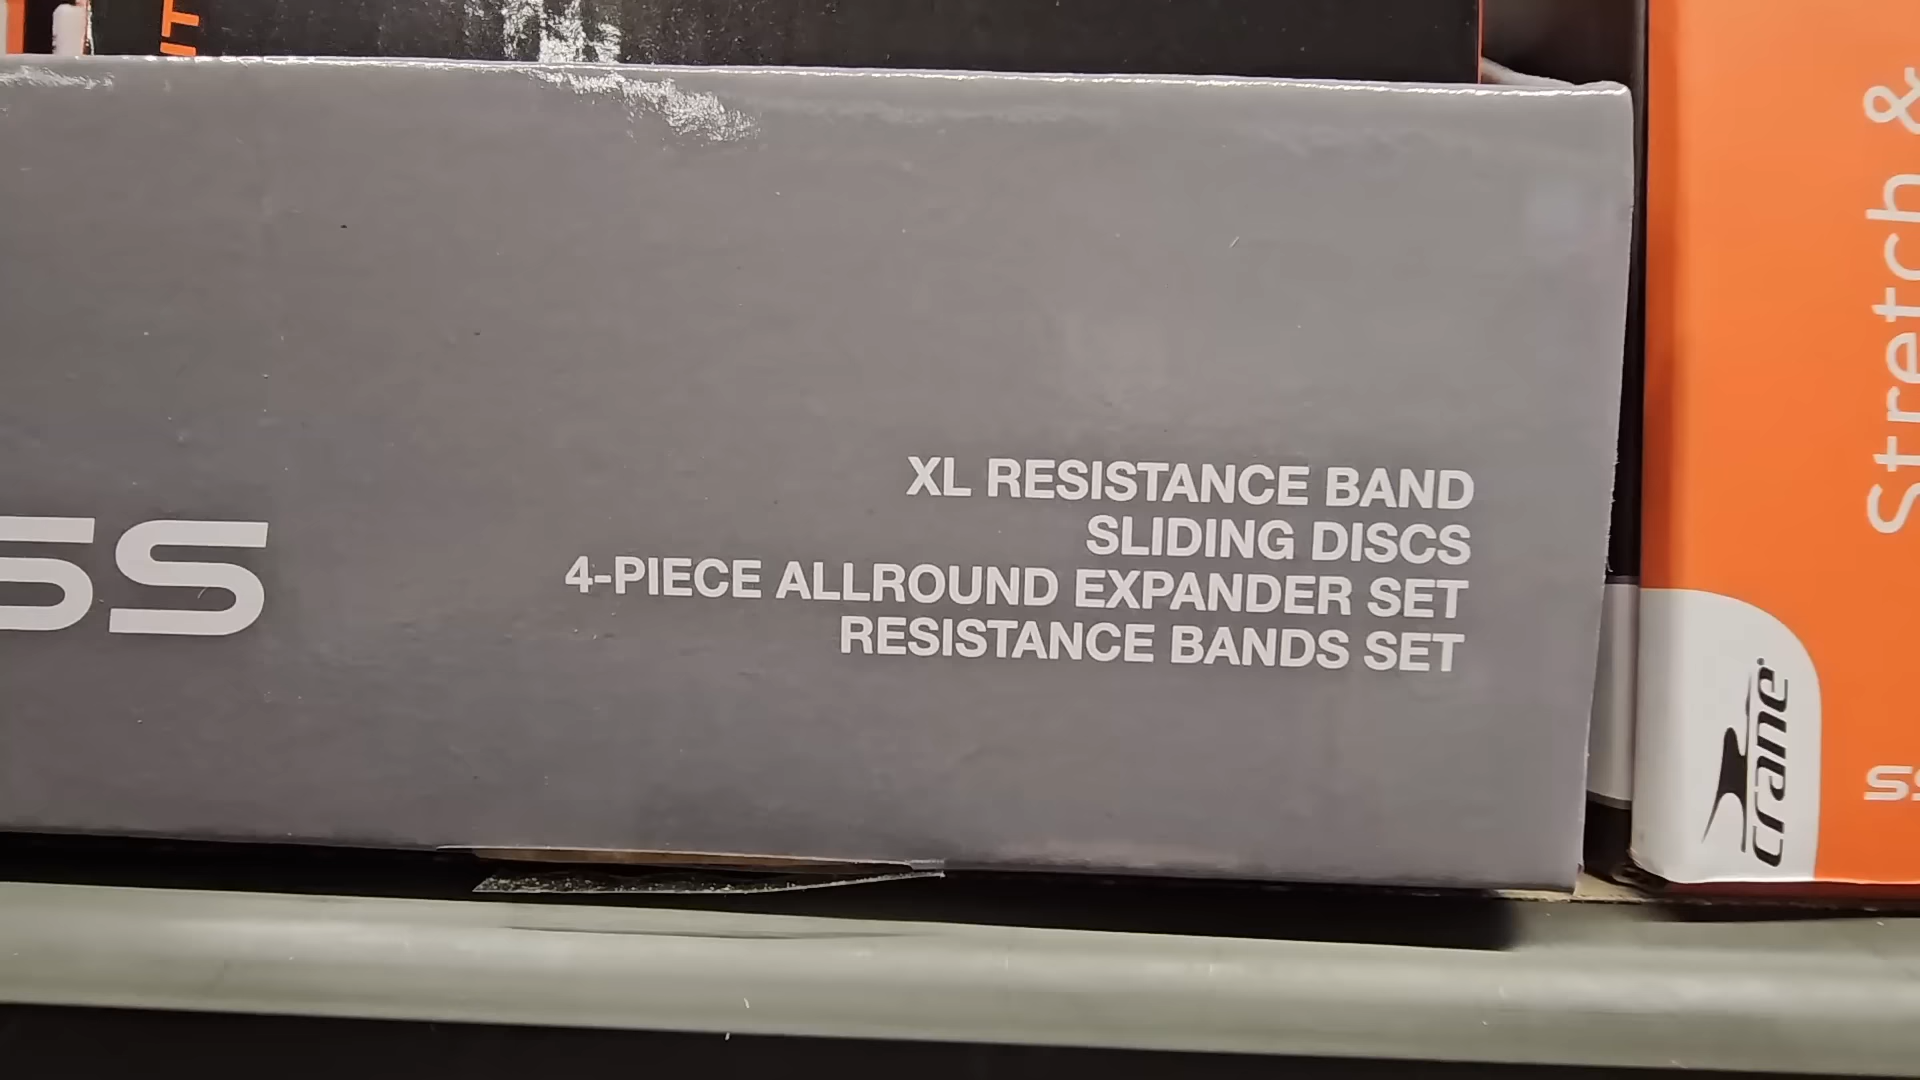 XL RESISTANCE BAND
SLIDING DISCS
4-PIECE ALLROUND EXPANDER SET
RESISTANCE BANDS SET
SS
Stretch &
crane